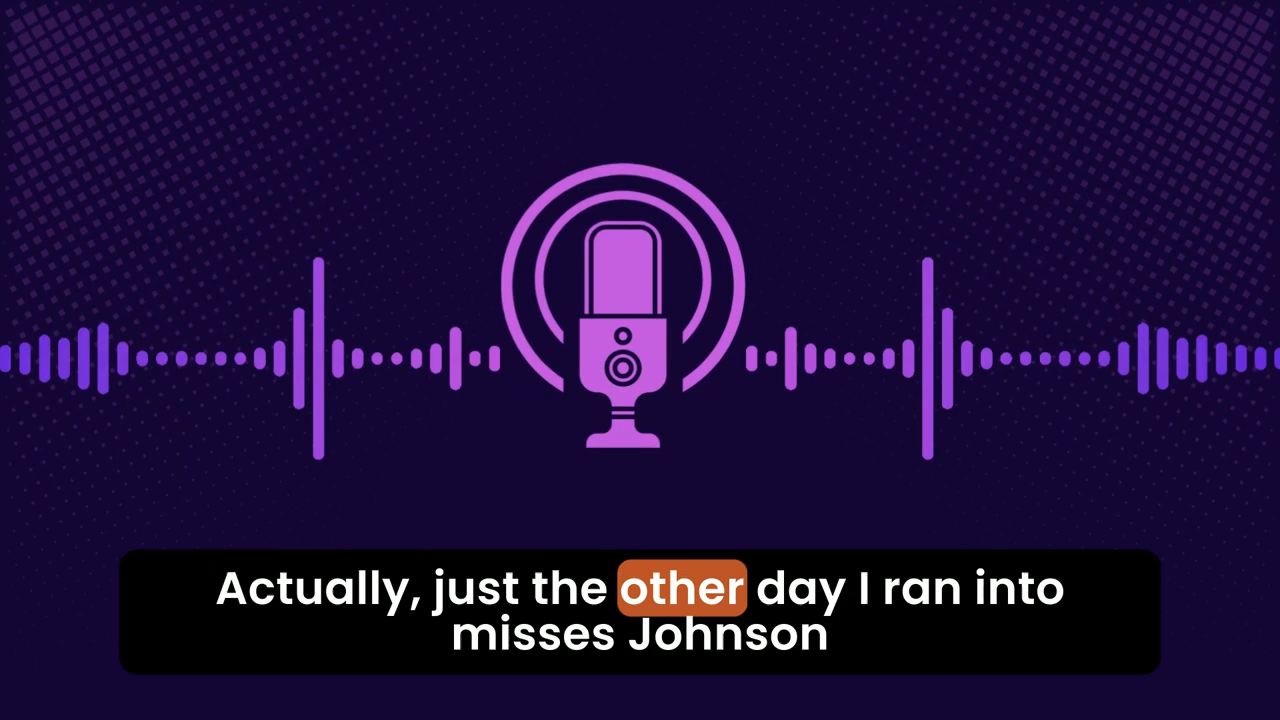 Actually, just the other day I ran into
misses Johnson